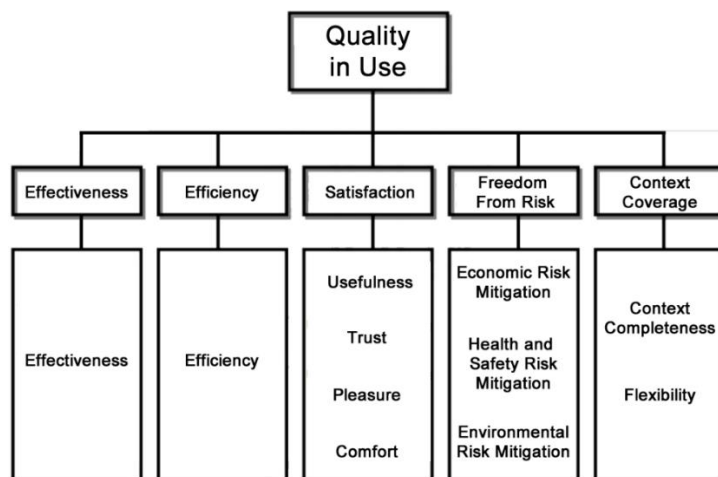 Quality
in Use
Effectiveness
Efficiency
Satisfaction
Freedom
From Risk
Context
Coverage
Effectiveness
Efficiency
Usefulness
Trust
Pleasure
Comfort
Economic Risk
Mitigation
Health and
Safety Risk
Mitigation
Environmental
Risk Mitigation
Context
Completeness
Flexibility